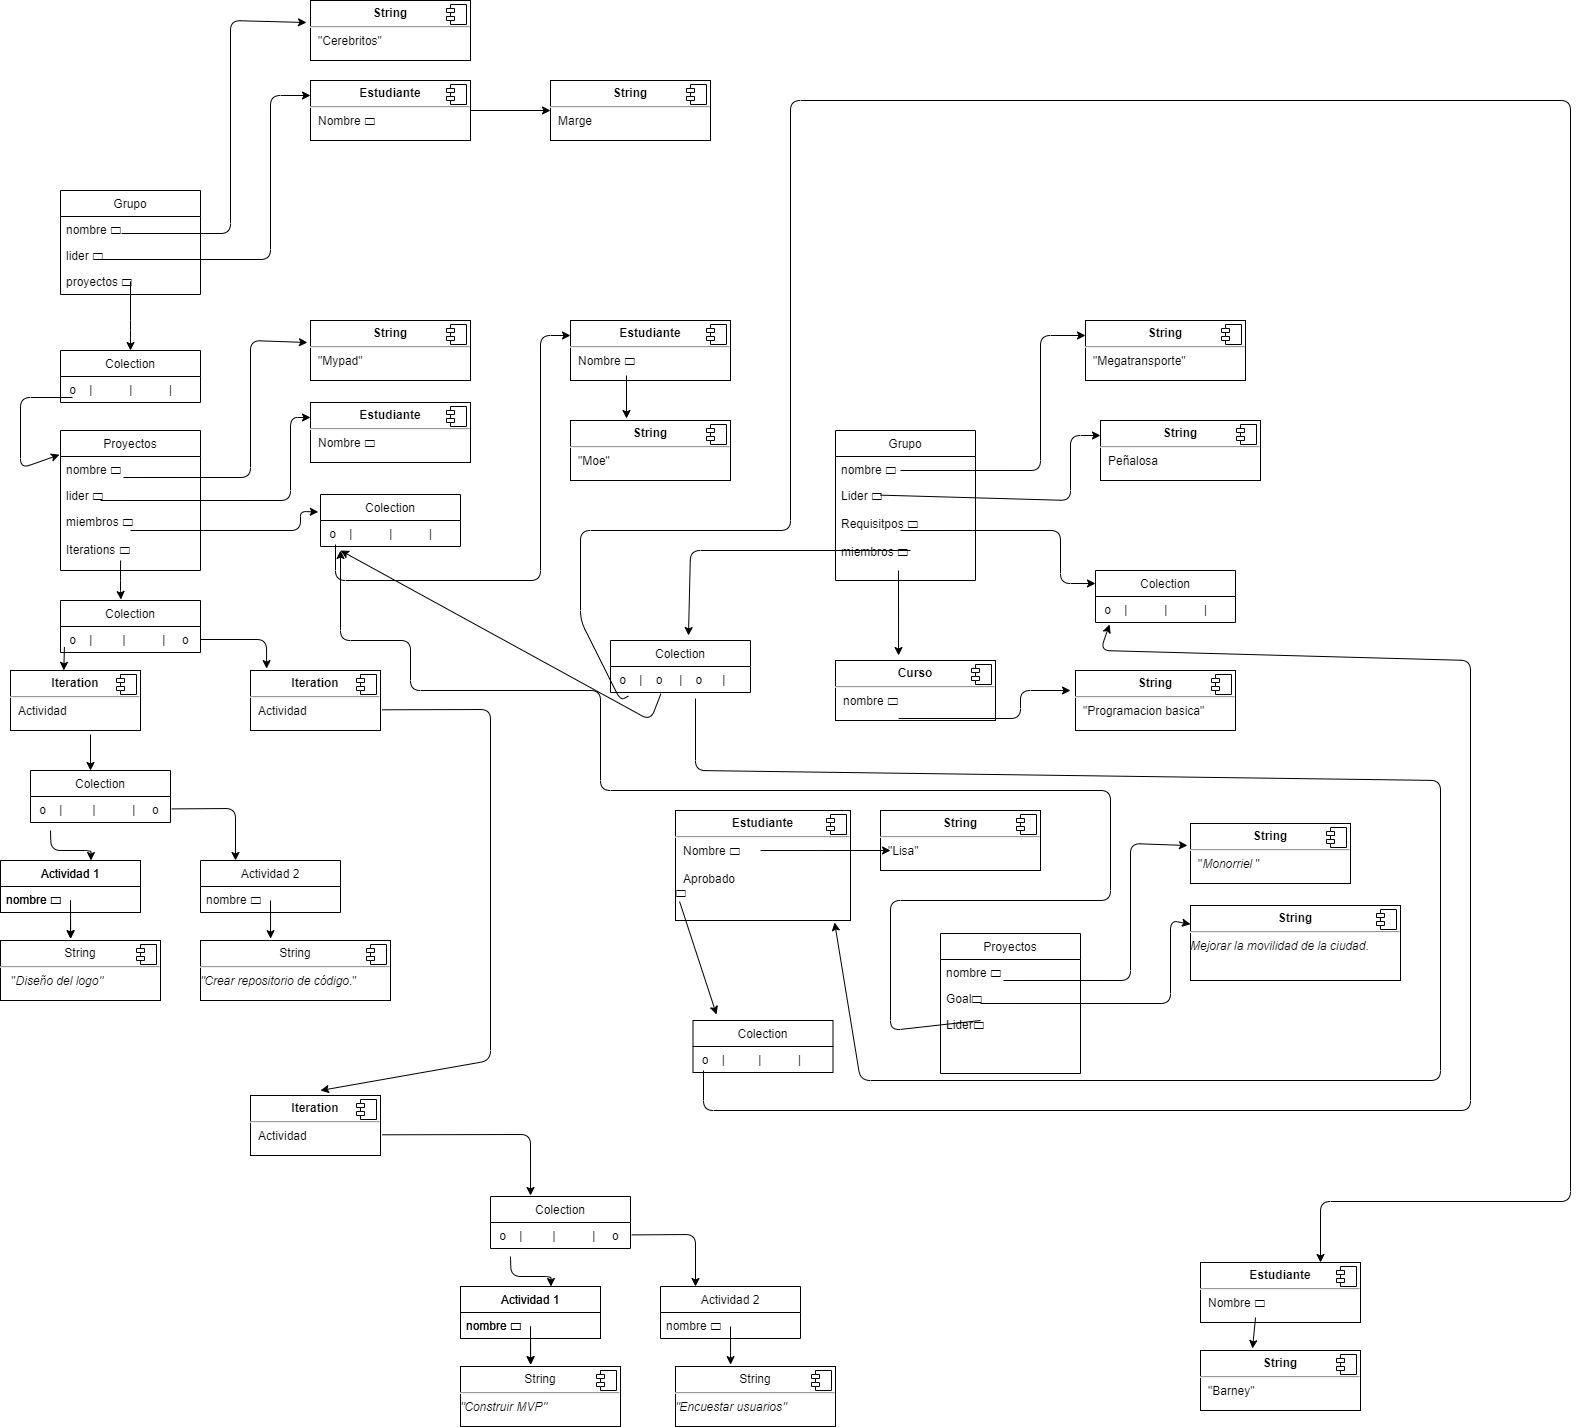 String
"Cerebritos"
Estudiante
Nombre
String
Marge
Grupo
nombre
lider
proyectos
Colection
o | | |
String
"Mypad"
Estudiante
Nombre
String
"Moe"
Proyectos
nombre
lider
miembros
Iterations
Estudiante
Nombre
Colection
o | | |
Grupo
nombre
Lider
Requisitpos
miembros
String
"Megatransporte"
String
Peñalosa
Colection
o | | |
Colection
o | | | o
Iteration
Actividad
Iteration
Actividad
Colection
o | o | o |
Curso
nombre
String
"Programacion basica"
Colection
o | | | o
Actividad 1
nombre
Actividad 2
nombre
String
"Diseño del logo"
String
"Crear repositorio de código."
Estudiante
Nombre
Aprobado
String
"Lisa"
String
"Monorriel "
String
Mejorar la movilidad de la ciudad.
Proyectos
nombre
Goal
Lider
Colection
o | | |
Iteration
Actividad
Colection
o | | | o
Actividad 1
nombre
Actividad 2
nombre
String
"Construir MVP"
String
"Encuestar usuarios"
Estudiante
Nombre
String
"Barney"